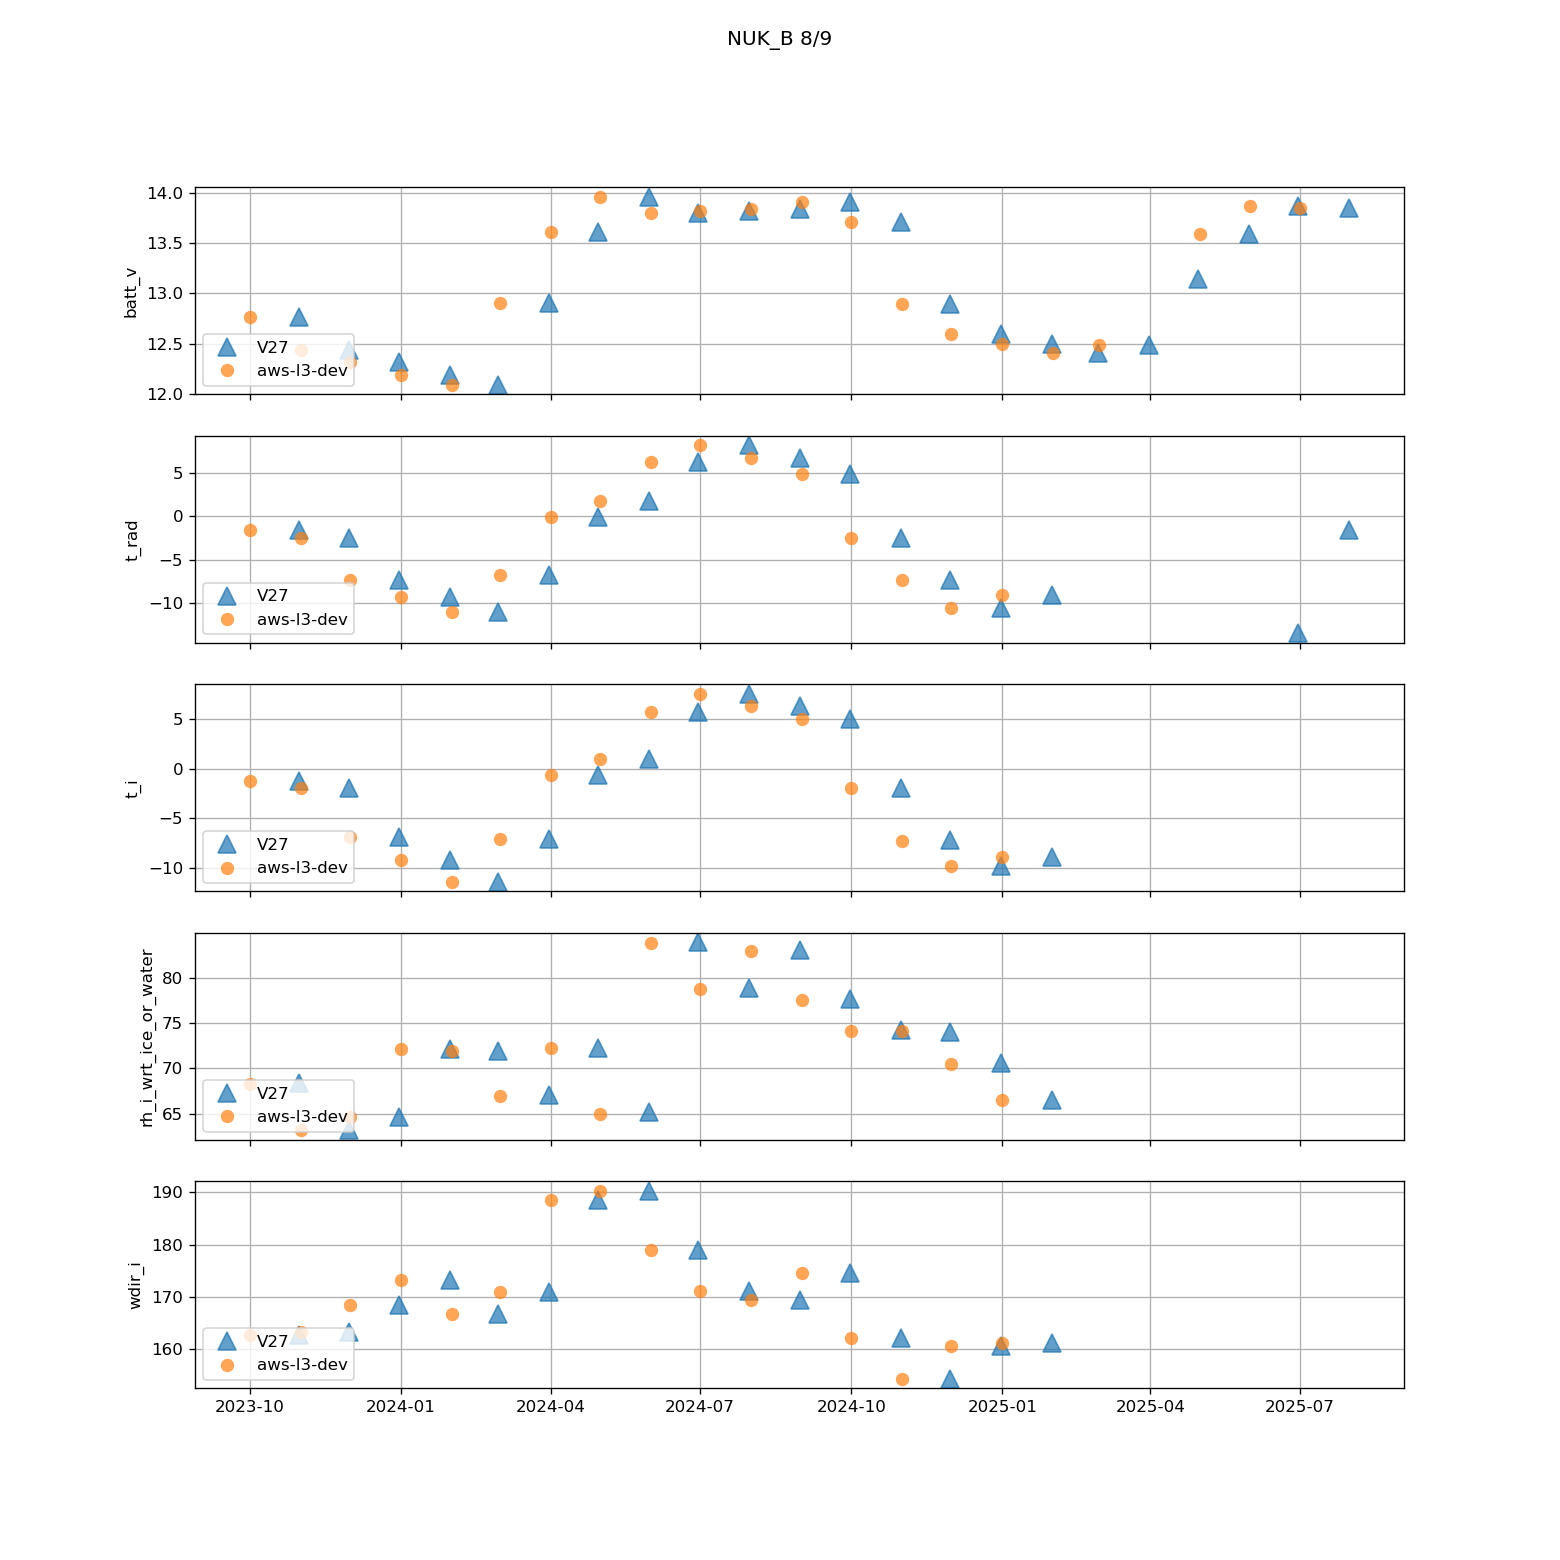 NUK_B 8/9
14.0
13.5
13.0
12.5
12.0
batt_v
V27
aws-l3-dev
5
0
−5
−10
t_rad
V27
aws-l3-dev
5
0
−5
−10
t_i
V27
aws-l3-dev
80
75
70
65
rh_i_wrt_ice_or_water
V27
aws-l3-dev
190
180
170
160
wdir_i
V27
aws-l3-dev
2023-10 2024-01 2024-04 2024-07 2024-10 2025-01 2025-04 2025-07